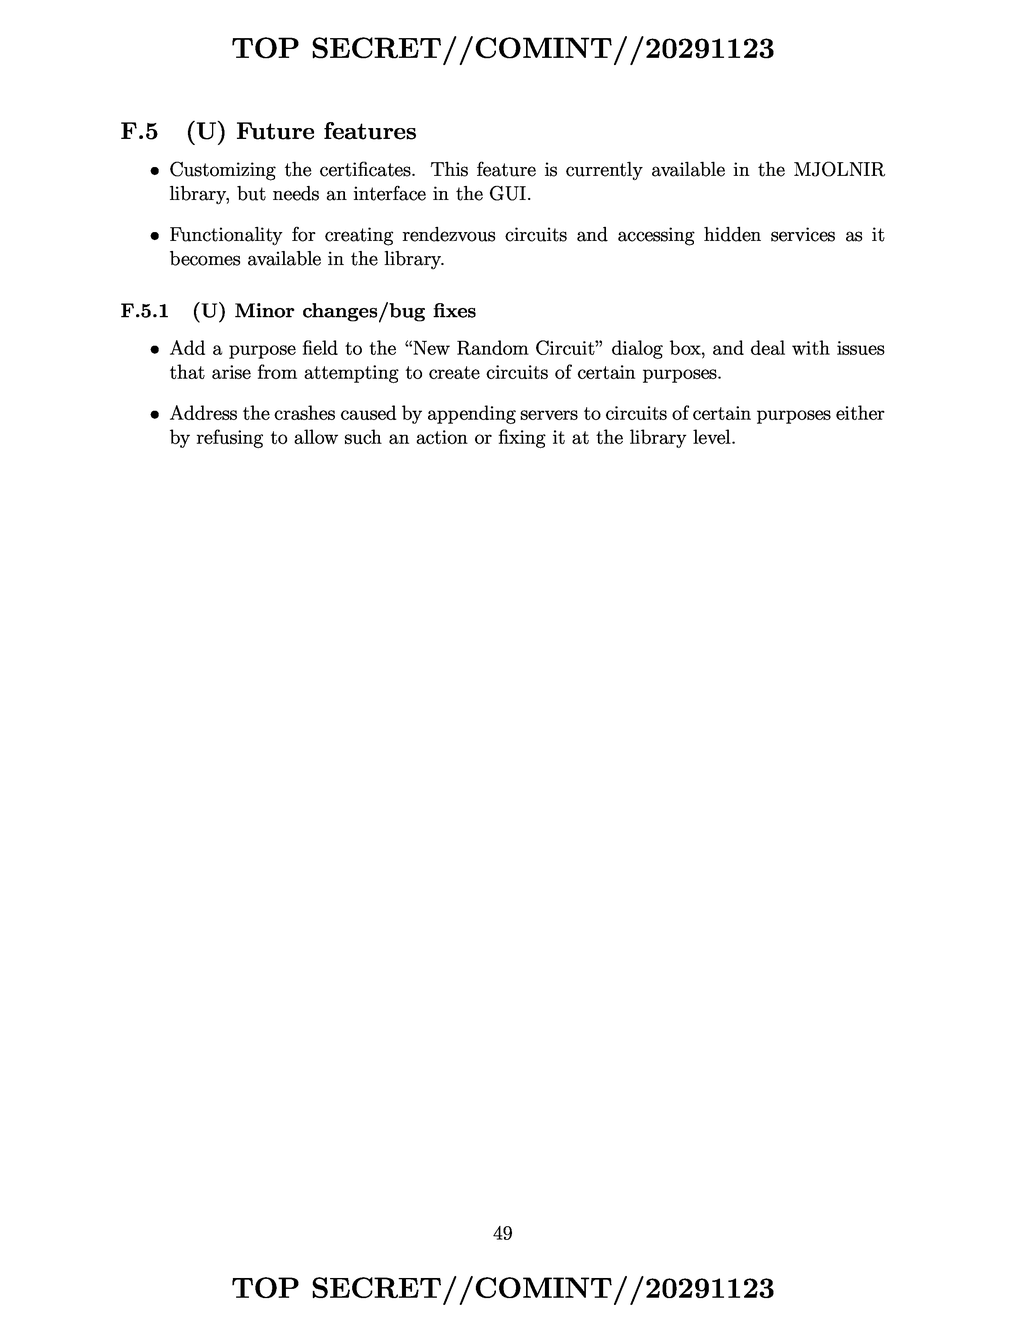 TOP SECRET//COMINT//20291123
F.5 (U) Future features
• Customizing the certificates. This feature is currently available in the MJOLNIR
library, but needs an interface in the GUI.
• Functionality for creating rendezvous circuits and accessing hidden services as it
becomes available in the library.
F.5.1 (U) Minor changes/bug fixes
• Add a purpose field to the “New Random Circuit” dialog box, and deal with issues
that arise from attempting to create circuits of certain purposes.
• Address the crashes caused by appending servers to circuits of certain purposes either
by refusing to allow such an action or fixing it at the library level.
49
TOP SECRET//COMINT//20291123